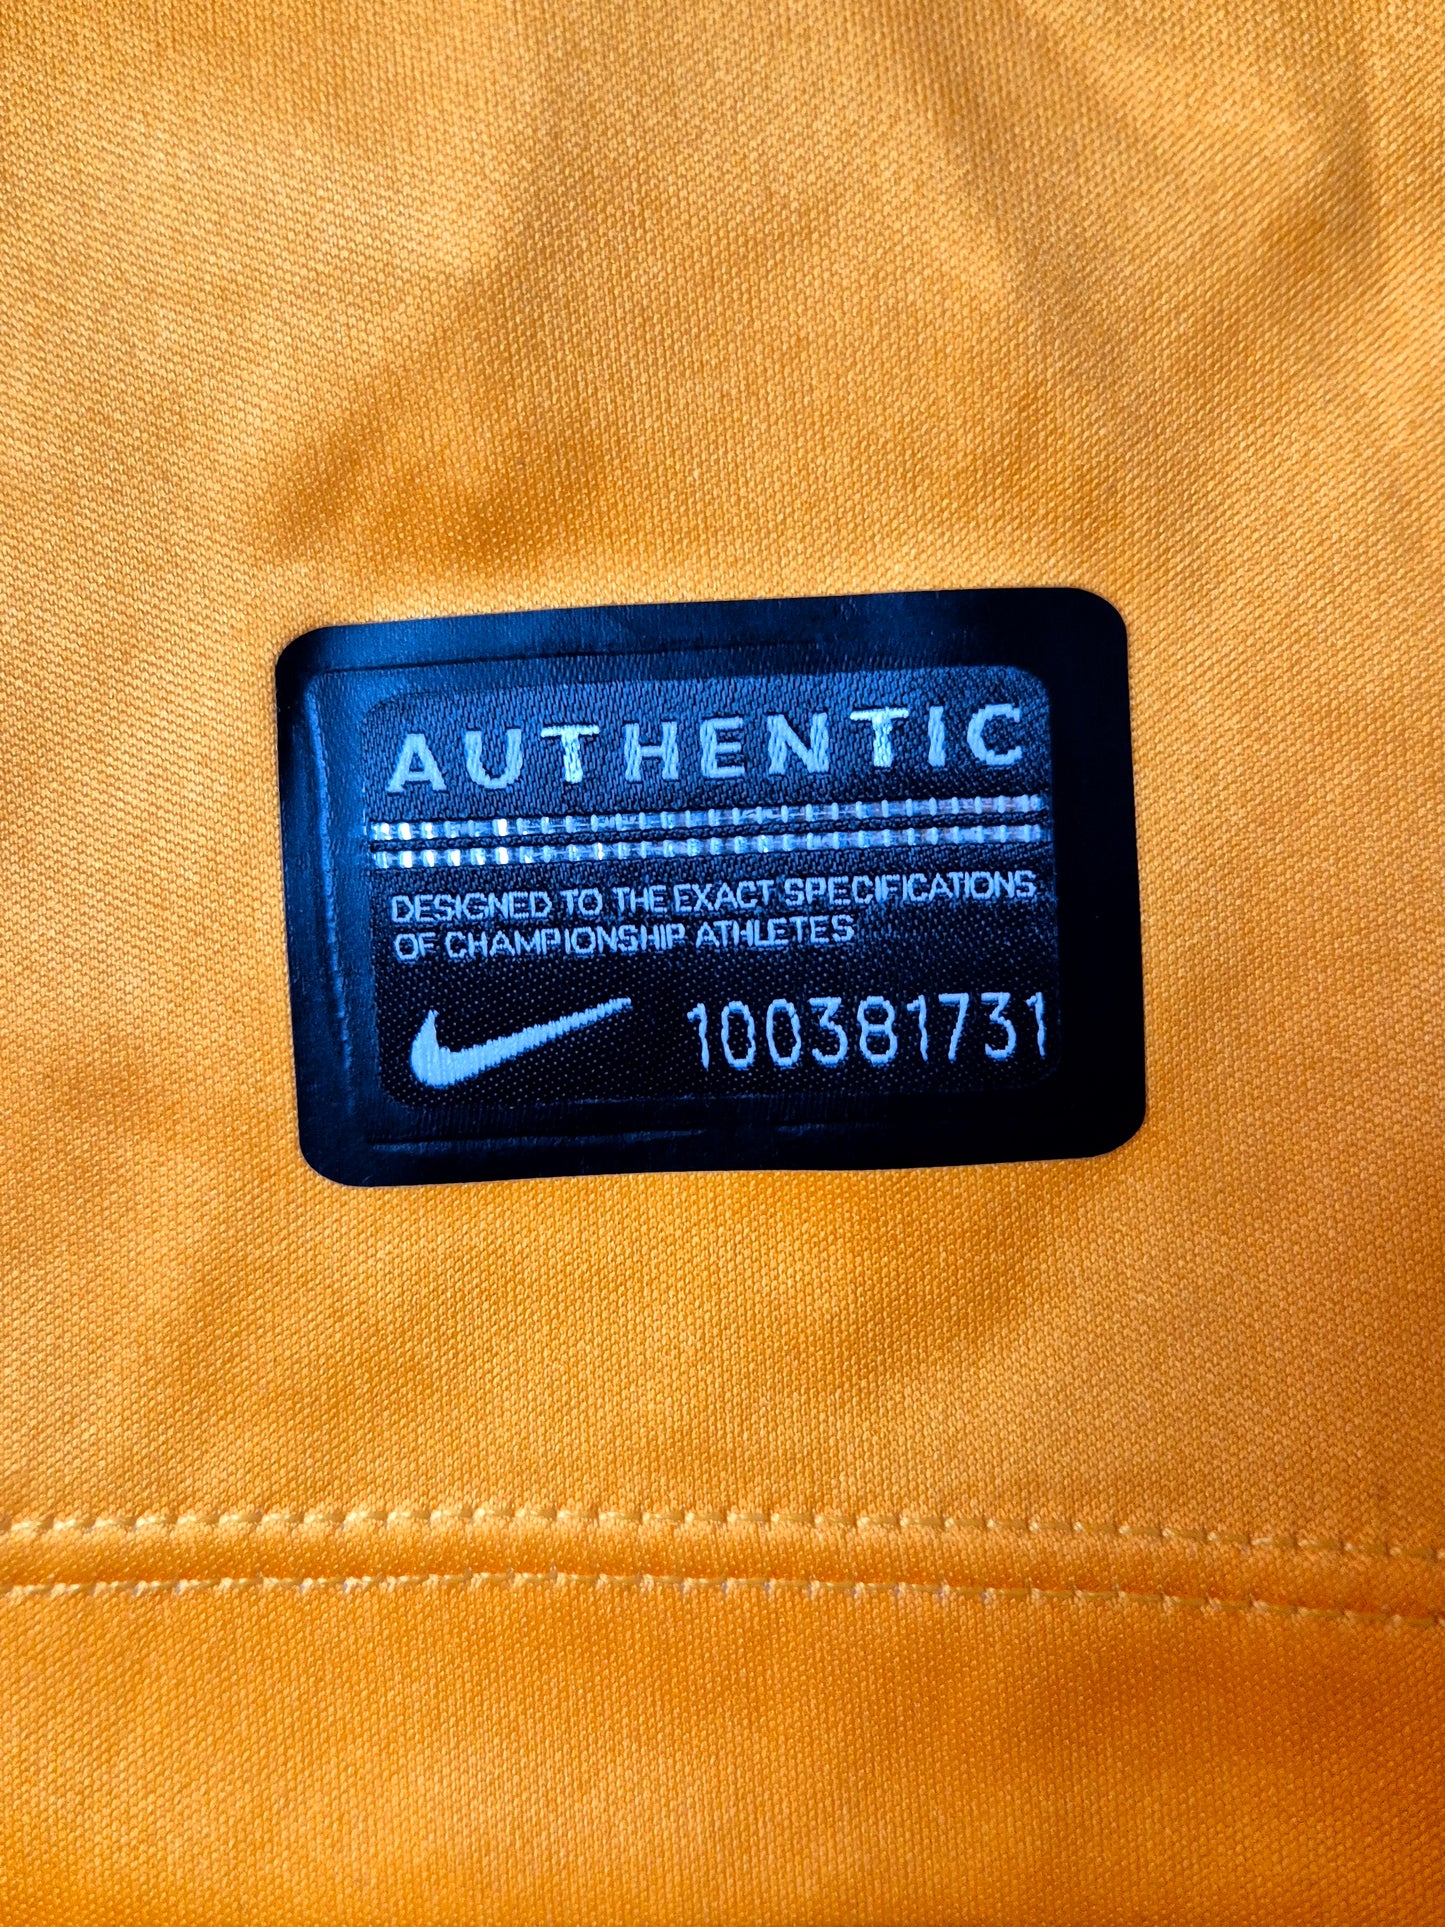 AUTHENTIC
DESIGNED TO THE EXACT SPECIFICATIONS
OF CHAMPIONSHIP ATHLETES
100381731